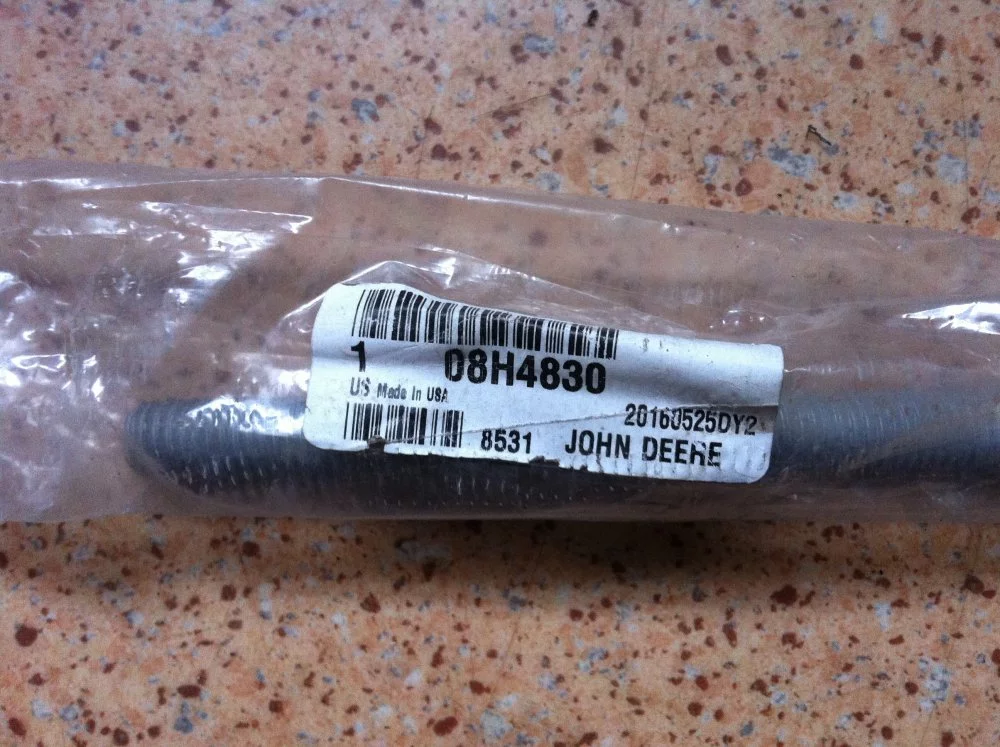 1 08H4830
US Made In USA
20160525DY2
8531 JOHN DEERE